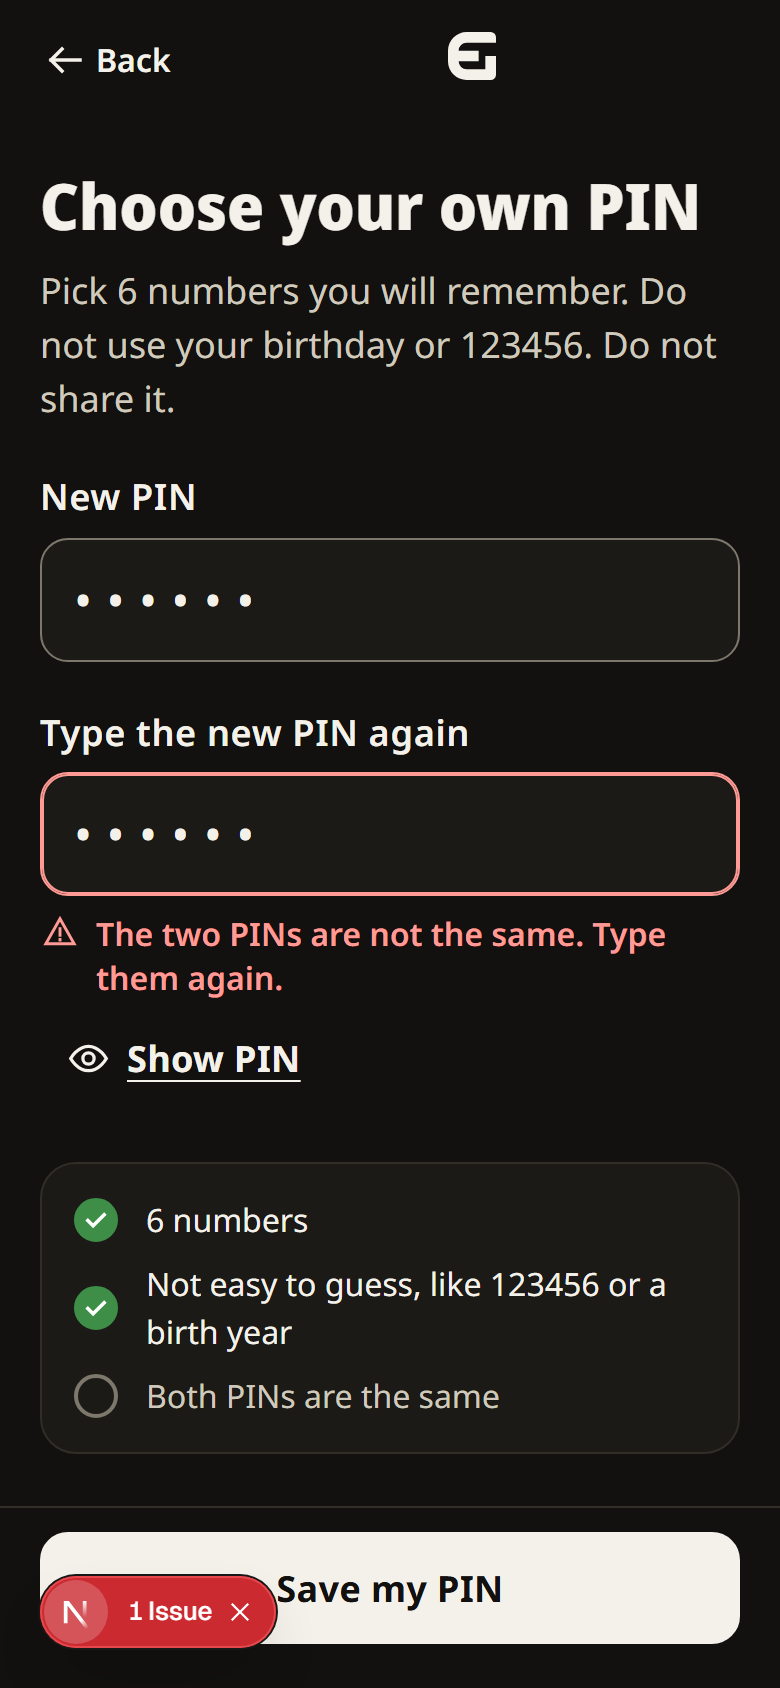 Back
Choose your own PIN
Pick 6 numbers you will remember. Do
not use your birthday or 123456. Do not
share it.
New PIN
••••••
Type the new PIN again
••••••
The two PINs are not the same. Type
them again.
Show PIN
6 numbers
Not easy to guess, like 123456 or a
birth year
Both PINs are the same
Save my PIN
N 1 Issue